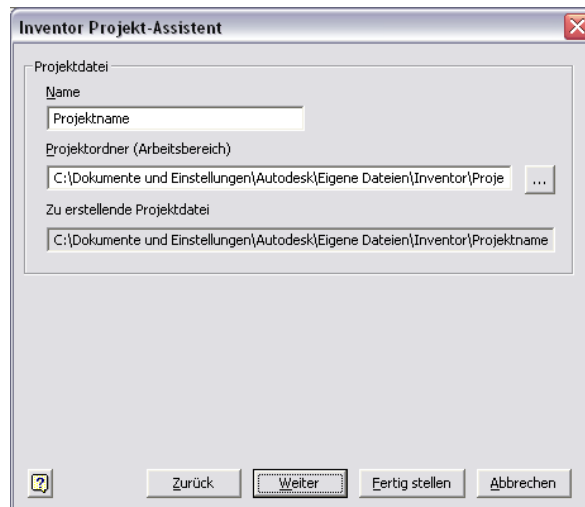 Inventor Projekt-Assistent
Projektdatei
Name
Projektname
Projektordner (Arbeitsbereich)
C:\Dokumente und Einstellungen\Autodesk\Eigene Dateien\Inventor\Proje
...
Zu erstellende Projektdatei
C:\Dokumente und Einstellungen\Autodesk\Eigene Dateien\Inventor\Projektname
?
Zurück
Weiter
Fertig stellen
Abbrechen